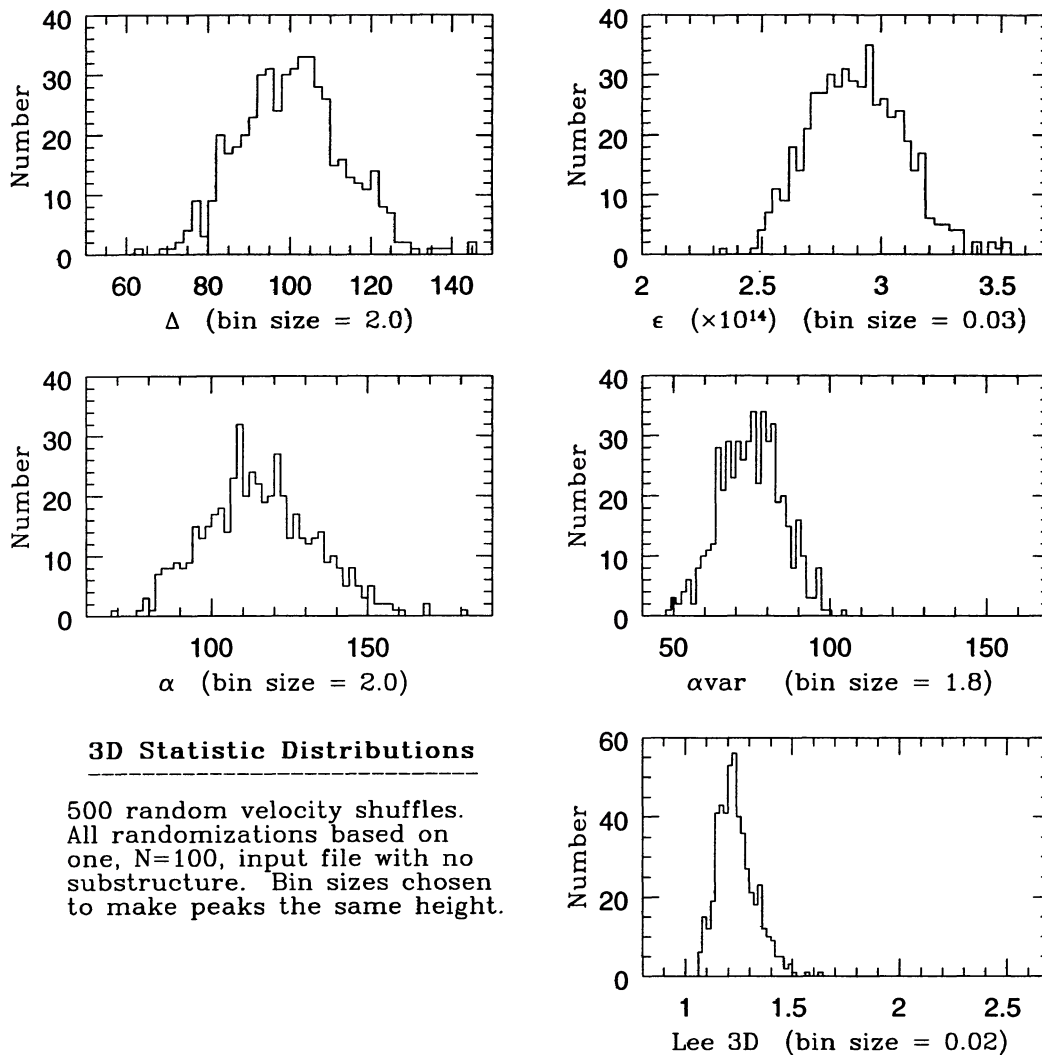 40
30
20
10
0
Number
60 80 100 120 140
Δ (bin size = 2.0)
40
30
20
10
0
Number
2 2.5 3 3.5
ϵ (×10¹⁴) (bin size = 0.03)
40
30
20
10
0
Number
100 150
α (bin size = 2.0)
40
30
20
10
0
Number
50 100 150
αvar (bin size = 1.8)
3D Statistic Distributions
500 random velocity shuffles.
All randomizations based on
one, N=100, input file with no
substructure. Bin sizes chosen
to make peaks the same height.
60
40
20
0
Number
1 1.5 2 2.5
Lee 3D (bin size = 0.02)